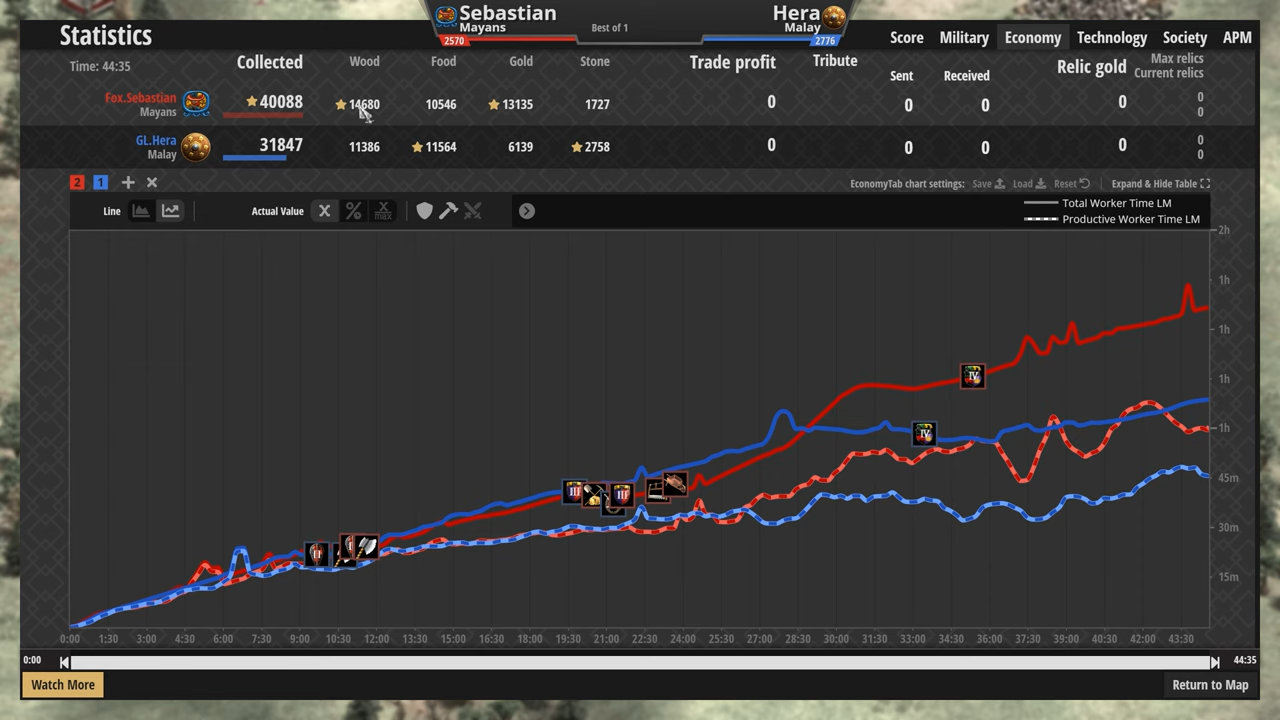 Sebastian
Mayans
2570
Best of 1
Hera
Malay
2776
Statistics
Score Military Economy Technology Society APM
Time: 44:35
Collected Wood Food Gold Stone Trade profit Tribute Sent Received Relic gold Max relics
Current relics
Fox.Sebastian 40088 14680 10546 13135 1727 0 0 0 0 0
Mayans 0
GL.Hera 31847 11386 11564 6139 2758 0 0 0 0 0
Malay 0
2 1 + ×
EconomyTab chart settings: Save Load Reset Expand & Hide Table
Line Actual Value X % X/max
Total Worker Time LM
Productive Worker Time LM
2h
1h
1h
1h
1h
45m
30m
15m
IV
IV
III
III
II
0:00 1:30 3:00 4:30 6:00 7:30 9:00 10:30 12:00 13:30 15:00 16:30 18:00 19:30 21:00 22:30 24:00 25:30 27:00 28:30 30:00 31:30 33:00 34:30 36:00 37:30 39:00 40:30 42:00 43:30
0:00 44:35
Watch More Return to Map